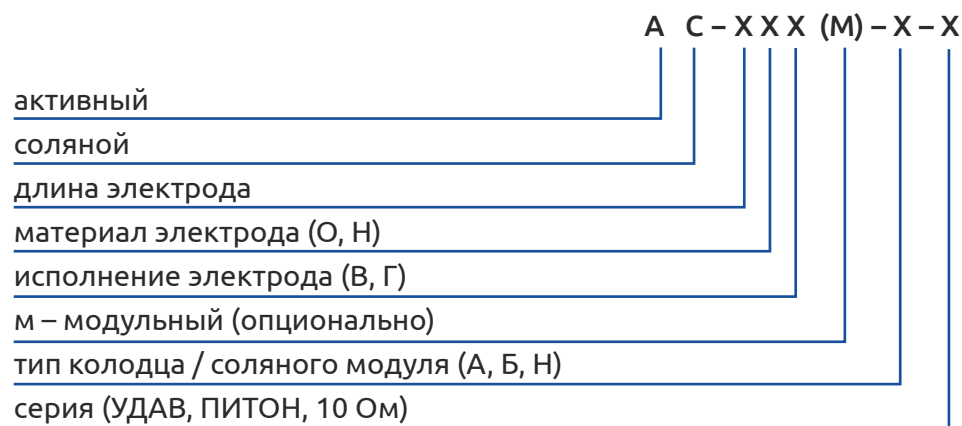 А С – Х Х Х (М) – Х – Х
активный
соляной
длина электрода
материал электрода (О, Н)
исполнение электрода (В, Г)
м – модульный (опционально)
тип колодца / соляного модуля (А, Б, Н)
серия (УДАВ, ПИТОН, 10 Ом)